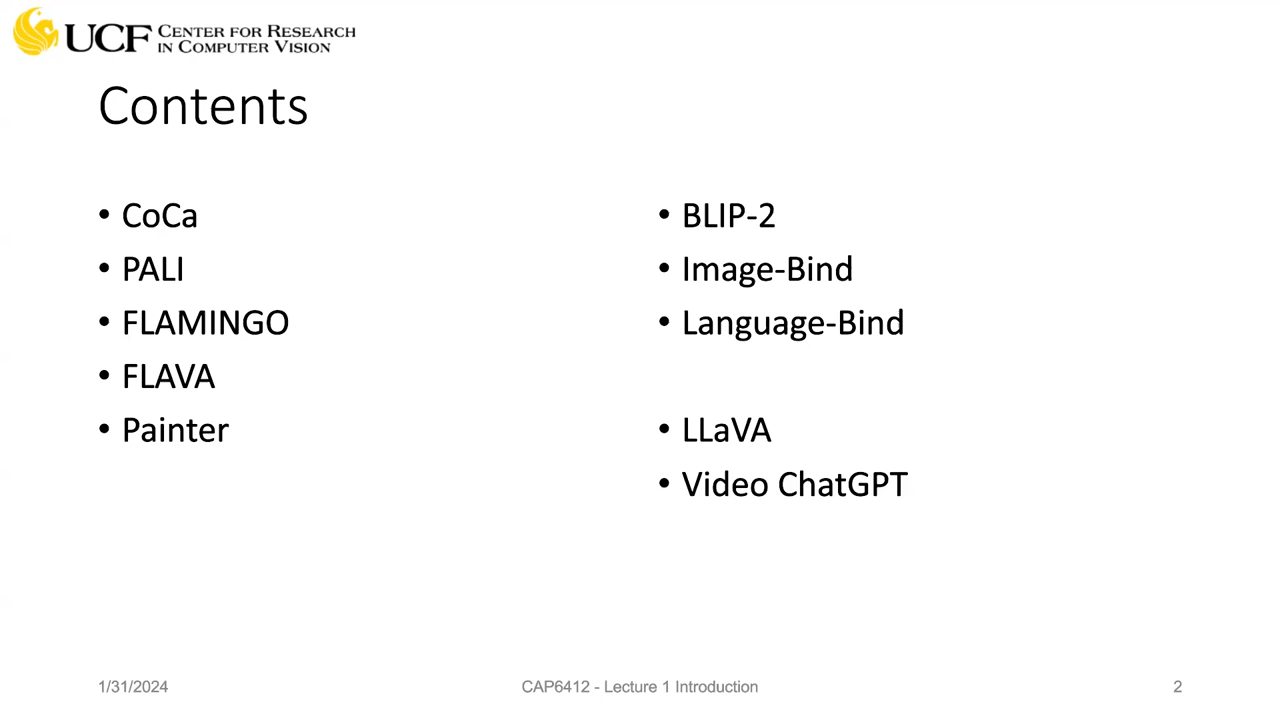 UCF CENTER FOR RESEARCH
IN COMPUTER VISION
Contents
• CoCa
• PALI
• FLAMINGO
• FLAVA
• Painter
• BLIP-2
• Image-Bind
• Language-Bind
• LLaVA
• Video ChatGPT
1/31/2024
CAP6412 - Lecture 1 Introduction
2